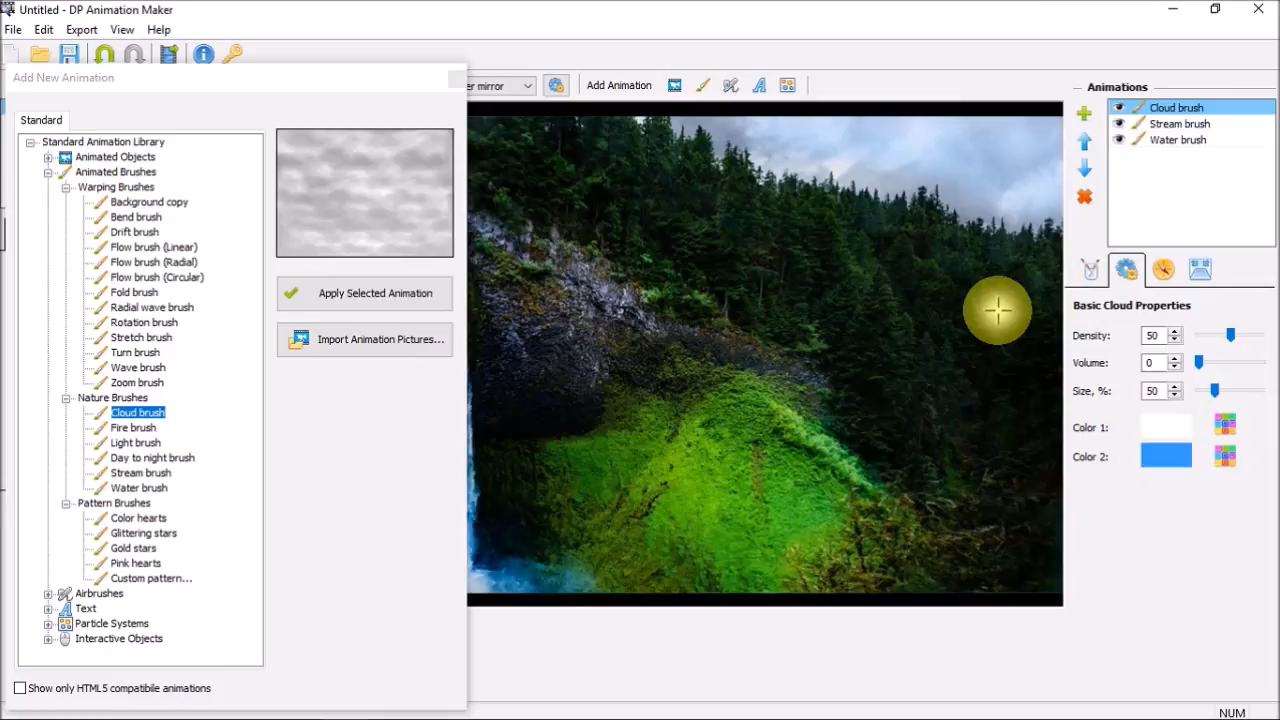 Untitled - DP Animation Maker
File Edit Export View Help
Add New Animation
er mirror
Add Animation
Standard
Standard Animation Library
Animated Objects
Animated Brushes
Warping Brushes
Background copy
Bend brush
Drift brush
Flow brush (Linear)
Flow brush (Radial)
Flow brush (Circular)
Fold brush
Radial wave brush
Rotation brush
Stretch brush
Turn brush
Wave brush
Zoom brush
Nature Brushes
Cloud brush
Fire brush
Light brush
Day to night brush
Stream brush
Water brush
Pattern Brushes
Color hearts
Glittering stars
Gold stars
Pink hearts
Custom pattern...
Airbrushes
Text
Particle Systems
Interactive Objects
Show only HTML5 compatibile animations
Apply Selected Animation
Import Animation Pictures...
Animations
Cloud brush
Stream brush
Water brush
Basic Cloud Properties
Density: 50
Volume: 0
Size, %: 50
Color 1:
Color 2:
NUM